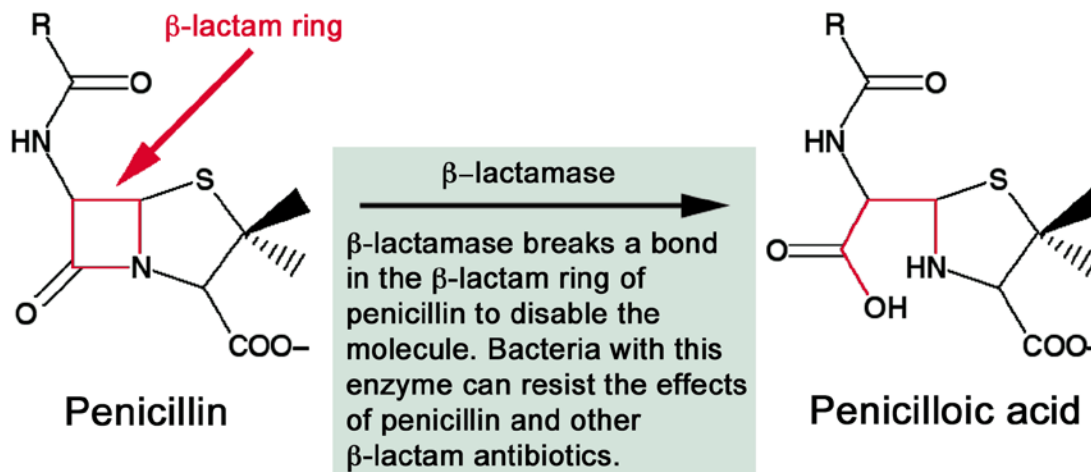 R
β-lactam ring
O
HN
S
N
O
COO–
Penicillin
β–lactamase
β-lactamase breaks a bond
in the β-lactam ring of
penicillin to disable the
molecule. Bacteria with this
enzyme can resist the effects
of penicillin and other
β-lactam antibiotics.
R
O
HN
S
O
HN
OH
COO–
Penicilloic acid